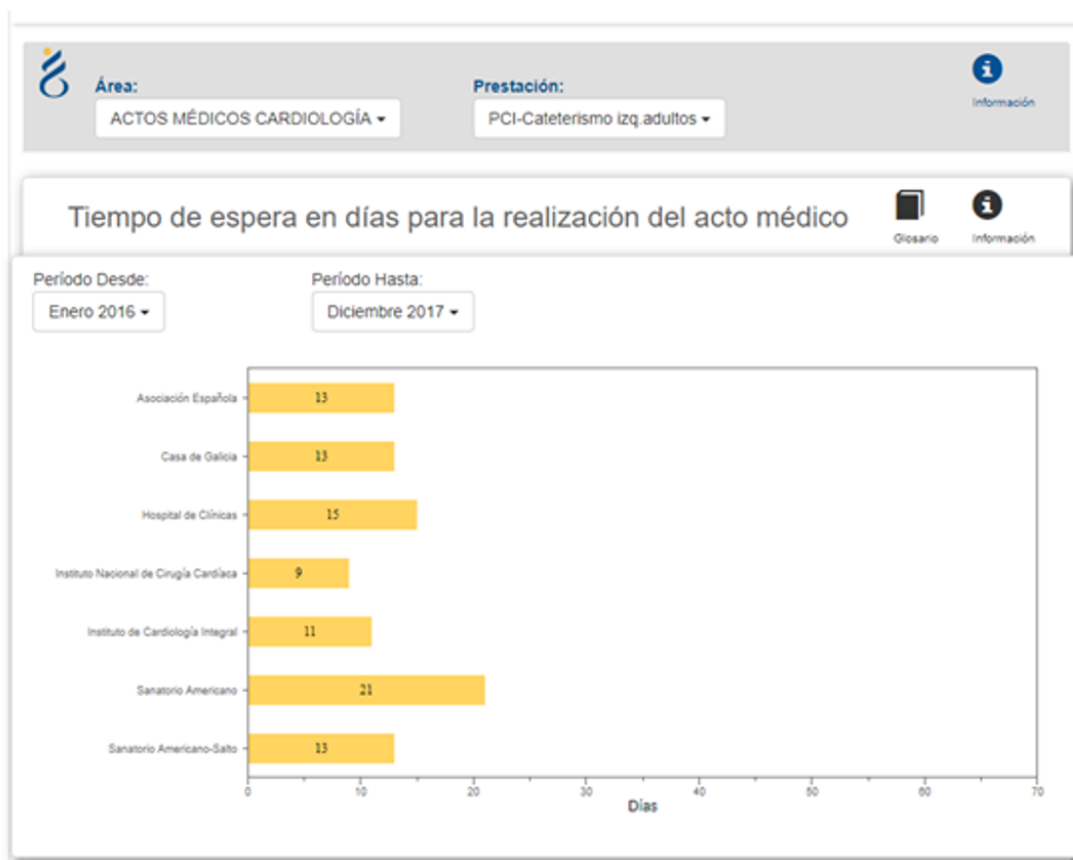 Área:
Prestación:
ACTOS MÉDICOS CARDIOLOGÍA
PCI-Cateterismo izq.adultos
Información
Tiempo de espera en días para la realización del acto médico
Glosario
Información
Período Desde:
Período Hasta:
Enero 2016
Diciembre 2017
Asociación Española 13
Casa de Galicia 13
Hospital de Clínicas 15
Instituto Nacional de Cirugía Cardíaca 9
Instituto de Cardiología Integral 11
Sanatorio Americano 21
Sanatorio Americano-Salto 13
0 10 20 30 40 50 60 70
Días